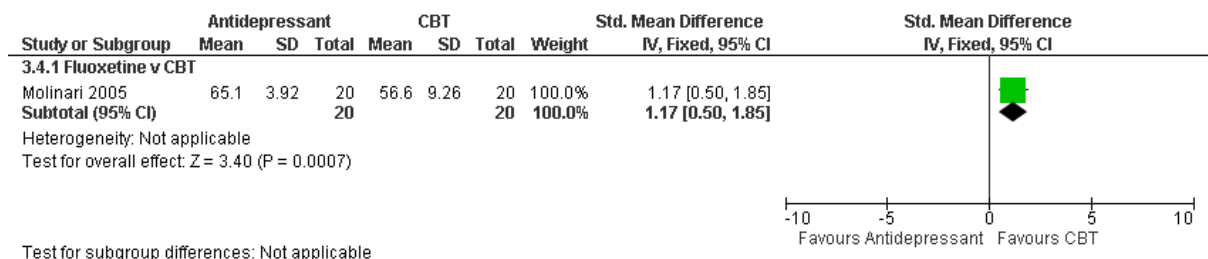 Antidepressant CBT Std. Mean Difference Std. Mean Difference
Study or Subgroup Mean SD Total Mean SD Total Weight IV, Fixed, 95% CI IV, Fixed, 95% CI
3.4.1 Fluoxetine v CBT
Molinari 2005 65.1 3.92 20 56.6 9.26 20 100.0% 1.17 [0.50, 1.85]
Subtotal (95% CI) 20 20 100.0% 1.17 [0.50, 1.85]
Heterogeneity: Not applicable
Test for overall effect: Z = 3.40 (P = 0.0007)
-10 -5 0 5 10
Favours Antidepressant Favours CBT
Test for subgroup differences: Not applicable